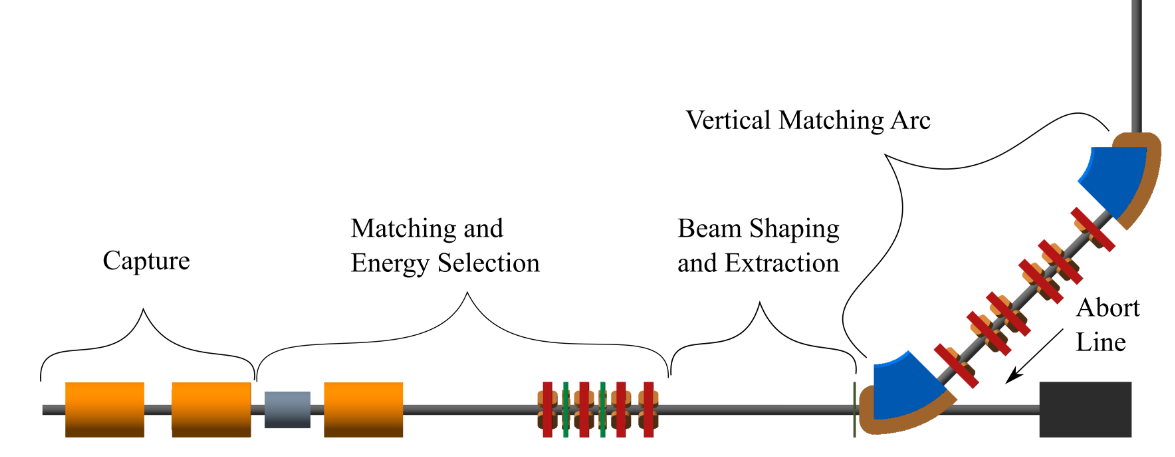 Vertical Matching Arc
Matching and
Energy Selection
Beam Shaping
and Extraction
Capture
Abort
Line